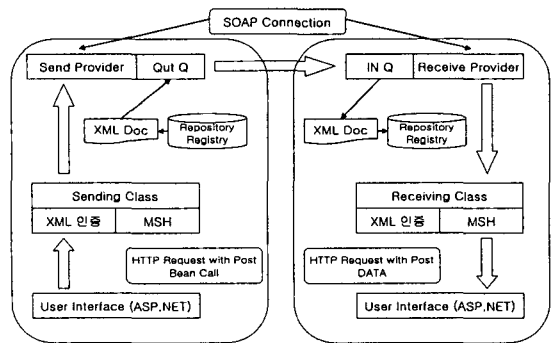 SOAP Connection
Send Provider
Qut Q
IN Q
Receive Provider
XML Doc
Repository
Registry
XML Doc
Repository
Registry
Sending Class
XML 인증
MSH
Receiving Class
XML 인증
MSH
HTTP Request with Post
Bean Call
HTTP Request with Post
DATA
User Interface (ASP.NET)
User Interface (ASP.NET)